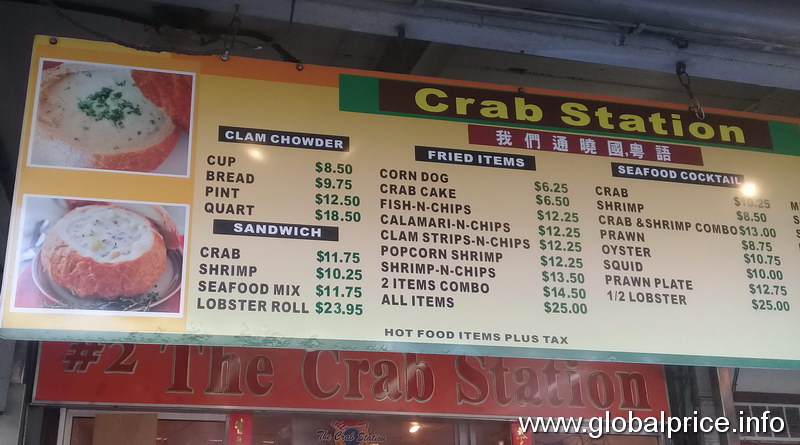 Crab Station
我們通曉國,粤語
CLAM CHOWDER
CUP $8.50
BREAD $9.75
PINT $12.50
QUART $18.50
SANDWICH
CRAB $11.75
SHRIMP $10.25
SEAFOOD MIX $11.75
LOBSTER ROLL $23.95
FRIED ITEMS
CORN DOG $6.25
CRAB CAKE $6.50
FISH-N-CHIPS $12.25
CALAMARI-N-CHIPS $12.25
CLAM STRIPS-N-CHIPS $12.25
POPCORN SHRIMP $12.25
SHRIMP-N-CHIPS $13.50
2 ITEMS COMBO $14.50
ALL ITEMS $25.00
SEAFOOD COCKTAIL
CRAB $10.25
SHRIMP $8.50
CRAB &SHRIMP COMBO $13.00
PRAWN $8.75
OYSTER $10.75
SQUID $10.00
PRAWN PLATE $12.75
1/2 LOBSTER $25.00
HOT FOOD ITEMS PLUS TAX
#2 The Crab Station
The Crab Station
www.globalprice.info